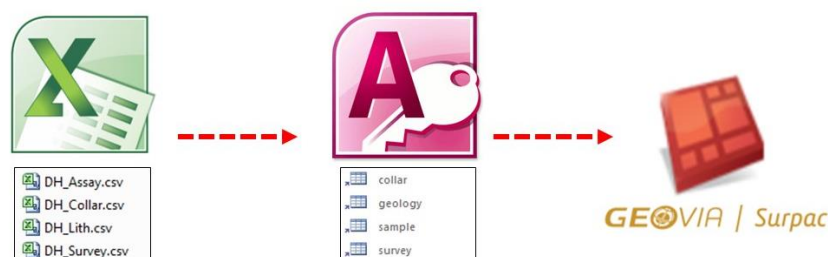 DH_Assay.csv
DH_Collar.csv
DH_Lith.csv
DH_Survey.csv
collar
geology
sample
survey
GEOVIA | Surpac